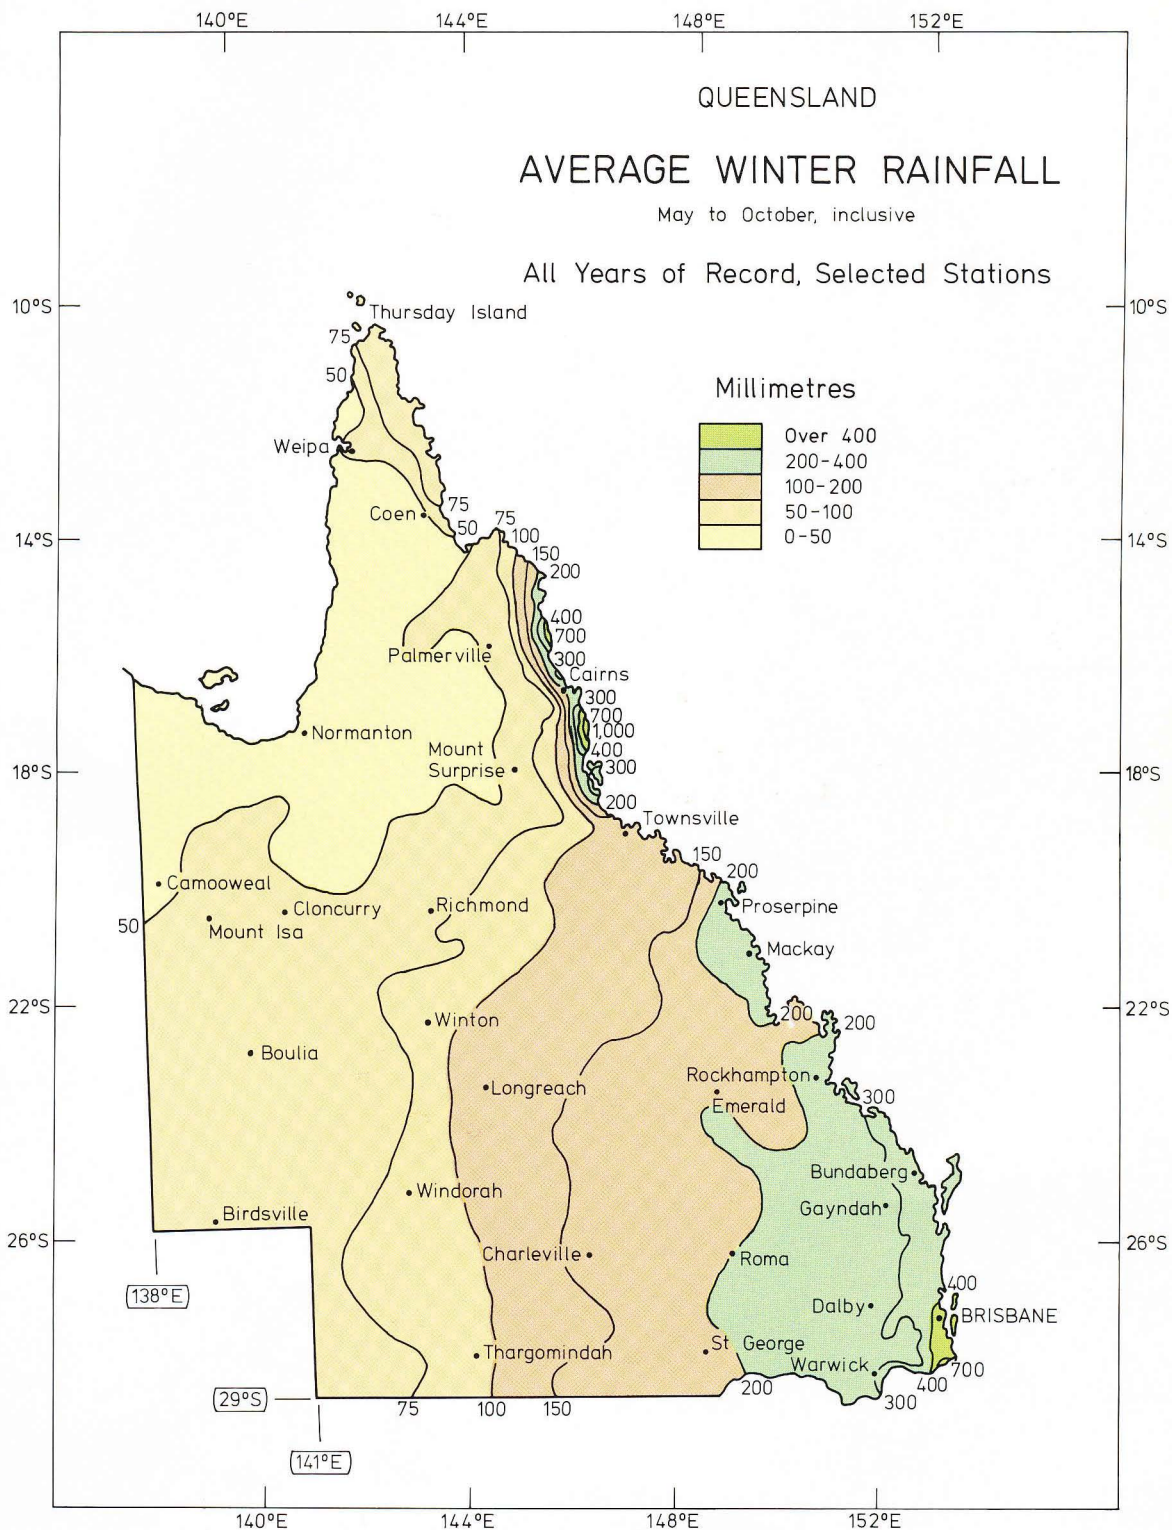 140°E 144°E 148°E 152°E
QUEENSLAND
AVERAGE WINTER RAINFALL
May to October, inclusive
All Years of Record, Selected Stations
10°S 10°S
Thursday Island
75
50
Millimetres
Over 400
200-400
100-200
50-100
0-50
Weipa
Coen
75
50
75
100
150
200
14°S 14°S
400
700
300
Palmerville
Cairns
300
700
1,000
400
300
200
Normanton
Mount
Surprise
18°S 18°S
Townsville
150
200
Camooweal
Cloncurry
Richmond
Proserpine
50
Mount Isa
Mackay
22°S 22°S
Winton
200
200
Boulia
Longreach
Rockhampton
Emerald
300
Windorah
Bundaberg
Birdsville
Gayndah
26°S 26°S
Charleville
Roma
138°E
400
Dalby
BRISBANE
Thargomindah
St George
Warwick
700
400
300
200
29°S
75 100 150
141°E
140°E 144°E 148°E 152°E